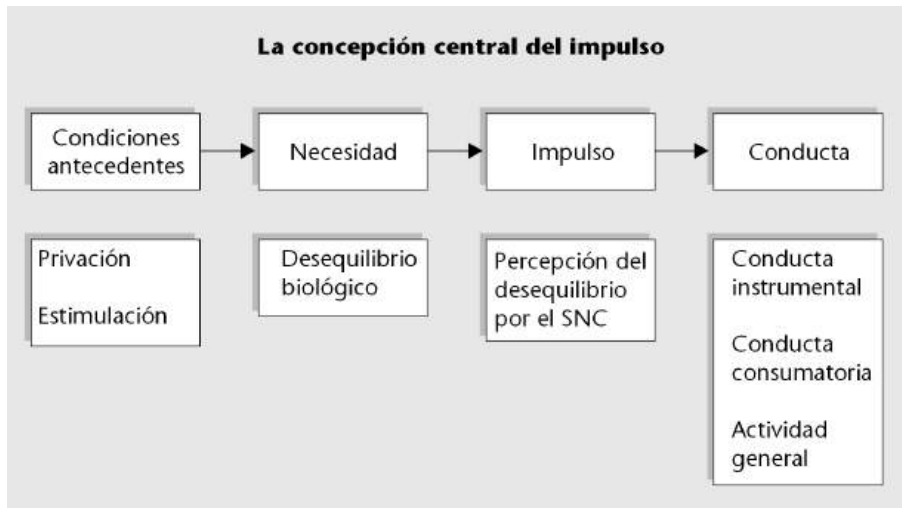 La concepción central del impulso
Condiciones
antecedentes
Necesidad
Impulso
Conducta
Privación
Estimulación
Desequilibrio
biológico
Percepción del
desequilibrio
por el SNC
Conducta
instrumental
Conducta
consumatoria
Actividad
general